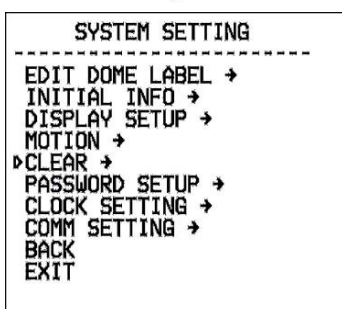 SYSTEM SETTING
EDIT DOME LABEL →
INITIAL INFO →
DISPLAY SETUP →
MOTION →
▷CLEAR →
PASSWORD SETUP →
CLOCK SETTING →
COMM SETTING →
BACK
EXIT